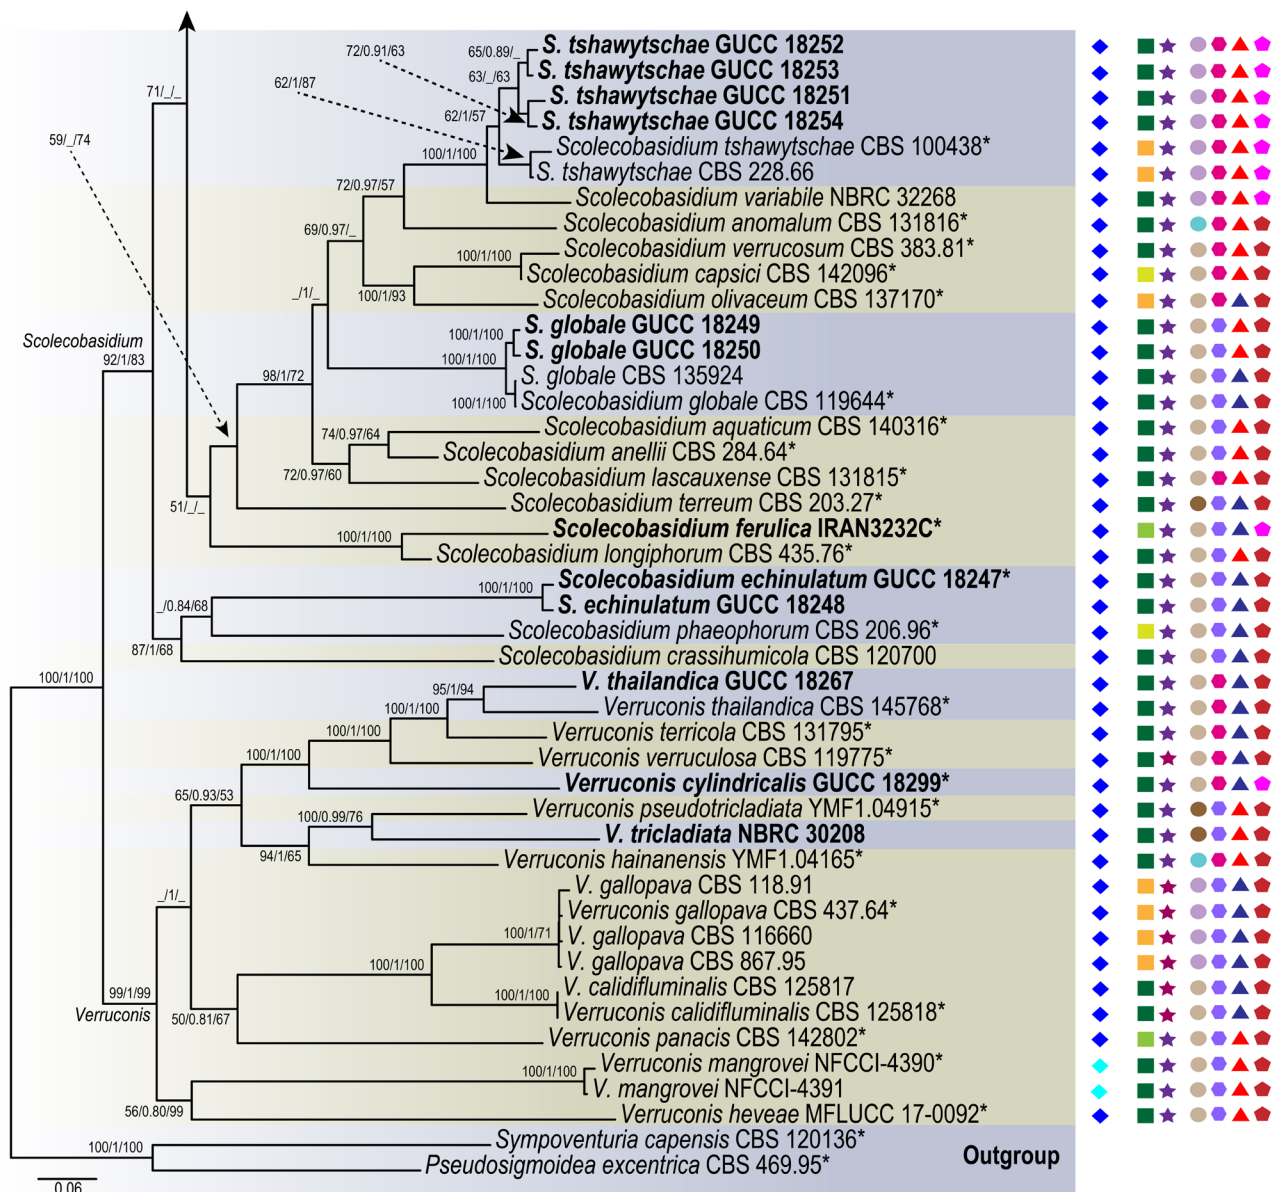 65/0.89/_
S. tshawytschae GUCC 18252
72/0.91/63
63/_/63
S. tshawytschae GUCC 18253
62/1/87
S. tshawytschae GUCC 18251
71/_/_
62/1/57
S. tshawytschae GUCC 18254
59/_/74
Scolecobasidium tshawytschae CBS 100438*
100/1/100
S. tshawytschae CBS 228.66
72/0.97/57
Scolecobasidium variabile NBRC 32268
Scolecobasidium anomalum CBS 131816*
69/0.97/_
Scolecobasidium verrucosum CBS 383.81*
100/1/100
Scolecobasidium capsici CBS 142096*
_/1/_
100/1/93
Scolecobasidium olivaceum CBS 137170*
S. globale GUCC 18249
100/1/100
Scolecobasidium
S. globale GUCC 18250
92/1/83
100/1/100
98/1/72
S. globale CBS 135924
100/1/100
Scolecobasidium globale CBS 119644*
Scolecobasidium aquaticum CBS 140316*
74/0.97/64
Scolecobasidium anellii CBS 284.64*
72/0.97/60
Scolecobasidium lascauxense CBS 131815*
51/_/_
Scolecobasidium terreum CBS 203.27*
Scolecobasidium ferulica IRAN3232C*
100/1/100
Scolecobasidium longiphorum CBS 435.76*
Scolecobasidium echinulatum GUCC 18247*
100/1/100
_/0.84/68
S. echinulatum GUCC 18248
Scolecobasidium phaeophorum CBS 206.96*
87/1/68
Scolecobasidium crassihumicola CBS 120700
100/1/100
V. thailandica GUCC 18267
95/1/94
Verruconis thailandica CBS 145768*
100/1/100
Verruconis terricola CBS 131795*
100/1/100
Verruconis verruculosa CBS 119775*
100/1/100
Verruconis cylindricalis GUCC 18299*
65/0.93/53
Verruconis pseudotricladiata YMF1.04915*
100/0.99/76
V. tricladiata NBRC 30208
94/1/65
Verruconis hainanensis YMF1.04165*
V. gallopava CBS 118.91
_/1/_
Verruconis gallopava CBS 437.64*
100/1/71
V. gallopava CBS 116660
100/1/100
V. gallopava CBS 867.95
99/1/99
V. calidifluminalis CBS 125817
100/1/100
Verruconis
50/0.81/67
Verruconis calidifluminalis CBS 125818*
Verruconis panacis CBS 142802*
Verruconis mangrovei NFCCI-4390*
100/1/100
V. mangrovei NFCCI-4391
56/0.80/99
Verruconis heveae MFLUCC 17-0092*
Sympoventuria capensis CBS 120136*
100/1/100
Outgroup
Pseudosigmoidea excentrica CBS 469.95*
0.06